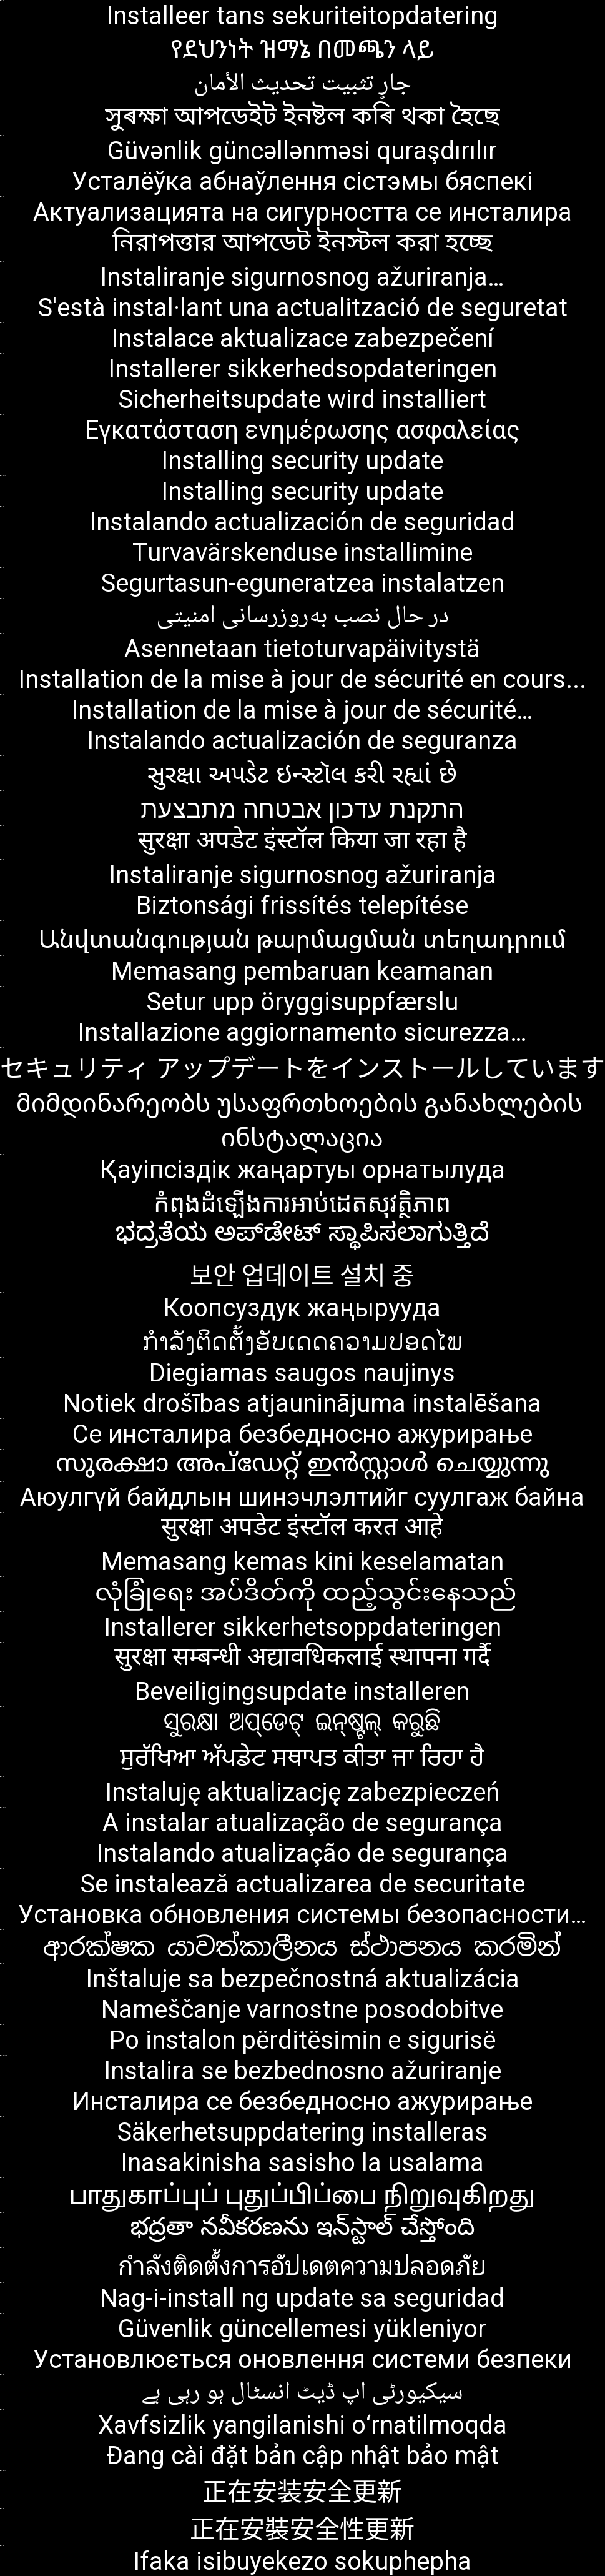 Installeer tans sekuriteitopdatering
የደህንነት ዝማኔ በመጫን ላይ
جارٍ تثبيت تحديث الأمان
সুৰক্ষা আপডেইট ইনষ্টল কৰি থকা হৈছে
Güvənlik güncəllənməsi quraşdırılır
Усталёўка абнаўлення сістэмы бяспекі
Актуализацията на сигурността се инсталира
নিরাপত্তার আপডেট ইনস্টল করা হচ্ছে
Instaliranje sigurnosnog ažuriranja…
S'està instal·lant una actualització de seguretat
Instalace aktualizace zabezpečení
Installerer sikkerhedsopdateringen
Sicherheitsupdate wird installiert
Εγκατάσταση ενημέρωσης ασφαλείας
Installing security update
Installing security update
Instalando actualización de seguridad
Turvavärskenduse installimine
Segurtasun-eguneratzea instalatzen
در حال نصب به‌روزرسانی امنیتی
Asennetaan tietoturvapäivitystä
Installation de la mise à jour de sécurité en cours...
Installation de la mise à jour de sécurité…
Instalando actualización de seguranza
સુરક્ષા અપડેટ ઇન્સ્ટૉલ કરી રહ્યાં છે
התקנת עדכון אבטחה מתבצעת
सुरक्षा अपडेट इंस्टॉल किया जा रहा है
Instaliranje sigurnosnog ažuriranja
Biztonsági frissítés telepítése
Անվտանգության թարմացման տեղադրում
Memasang pembaruan keamanan
Setur upp öryggisuppfærslu
Installazione aggiornamento sicurezza…
セキュリティ アップデートをインストールしています
მიმდინარეობს უსაფრთხოების განახლების
ინსტალაცია
Қауіпсіздік жаңартуы орнатылуда
កំពុងដំឡើងការអាប់ដេតសុវត្ថិភាព
ಭದ್ರತೆಯ ಅಪ್‌ಡೇಟ್‌ ಸ್ಥಾಪಿಸಲಾಗುತ್ತಿದೆ
보안 업데이트 설치 중
Коопсуздук жаңырууда
ກຳລັງຕິດຕັ້ງອັບເດດຄວາມປອດໄພ
Diegiamas saugos naujinys
Notiek drošības atjauninājuma instalēšana
Се инсталира безбедносно ажурирање
സുരക്ഷാ അപ്ഡേറ്റ് ഇൻസ്റ്റാൾ ചെയ്യുന്നു
Аюулгүй байдлын шинэчлэлтийг суулгаж байна
सुरक्षा अपडेट इंस्टॉल करत आहे
Memasang kemas kini keselamatan
လုံခြုံရေး အပ်ဒိတ်ကို ထည့်သွင်းနေသည်
Installerer sikkerhetsoppdateringen
सुरक्षा सम्बन्धी अद्यावधिकलाई स्थापना गर्दै
Beveiligingsupdate installeren
ସୁରକ୍ଷା ଅପ୍‌ଡେଟ୍‌ ଇନ୍‌ଷ୍ଟଲ୍‌ କରୁଛି
ਸੁਰੱਖਿਆ ਅੱਪਡੇਟ ਸਥਾਪਤ ਕੀਤਾ ਜਾ ਰਿਹਾ ਹੈ
Instaluję aktualizację zabezpieczeń
A instalar atualização de segurança
Instalando atualização de segurança
Se instalează actualizarea de securitate
Установка обновления системы безопасности…
ආරක්ෂක යාවත්කාලීනය ස්ථාපනය කරමින්
Inštaluje sa bezpečnostná aktualizácia
Nameščanje varnostne posodobitve
Po instalon përditësimin e sigurisë
Instalira se bezbednosno ažuriranje
Инсталира се безбедносно ажурирање
Säkerhetsuppdatering installeras
Inasakinisha sasisho la usalama
பாதுகாப்புப் புதுப்பிப்பை நிறுவுகிறது
భద్రతా నవీకరణను ఇన్‌స్టాల్ చేస్తోంది
กำลังติดตั้งการอัปเดตความปลอดภัย
Nag-i-install ng update sa seguridad
Güvenlik güncellemesi yükleniyor
Установлюється оновлення системи безпеки
سیکیورٹی اپ ڈیٹ انسٹال ہو رہی ہے
Xavfsizlik yangilanishi o‘rnatilmoqda
Đang cài đặt bản cập nhật bảo mật
正在安装安全更新
正在安裝安全性更新
Ifaka isibuyekezo sokuphepha